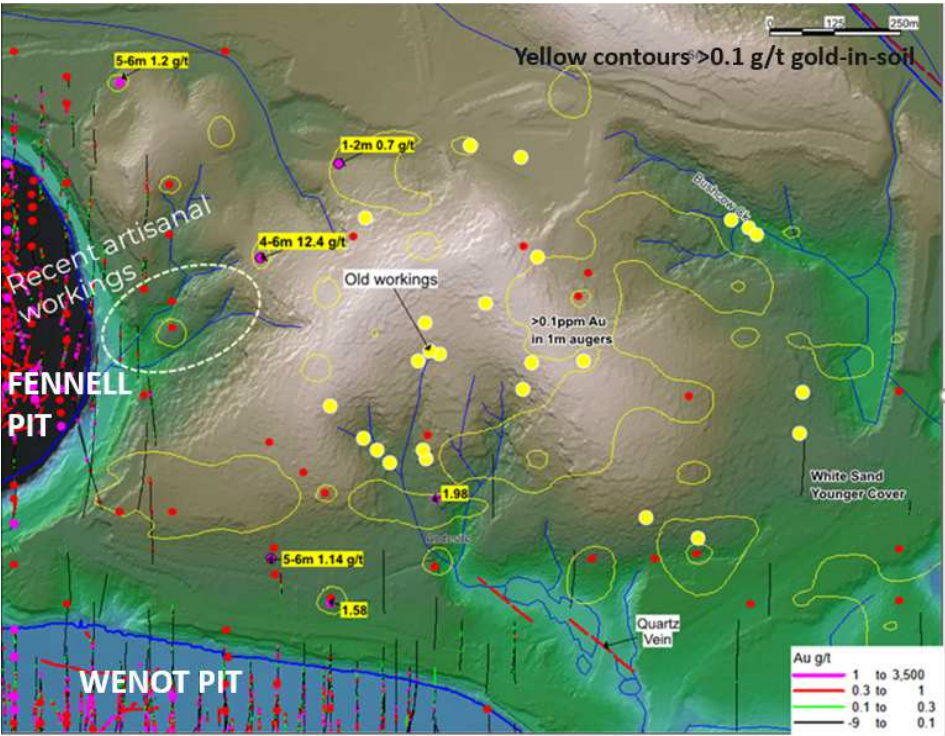 0 125 250m
Yellow contours >0.1 g/t gold-in-soil
5-6m 1.2 g/t
1-2m 0.7 g/t
Bushcow Ck
Recent artisanal
workings
4-6m 12.4 g/t
Old workings
>0.1ppm Au
in 1m augers
FENNELL
PIT
White Sand
Younger Cover
1.98
Andesite
5-6m 1.14 g/t
1.58
Quartz
Vein
WENOT PIT
Au g/t
1 to 3,500
0.3 to 1
0.1 to 0.3
-9 to 0.1